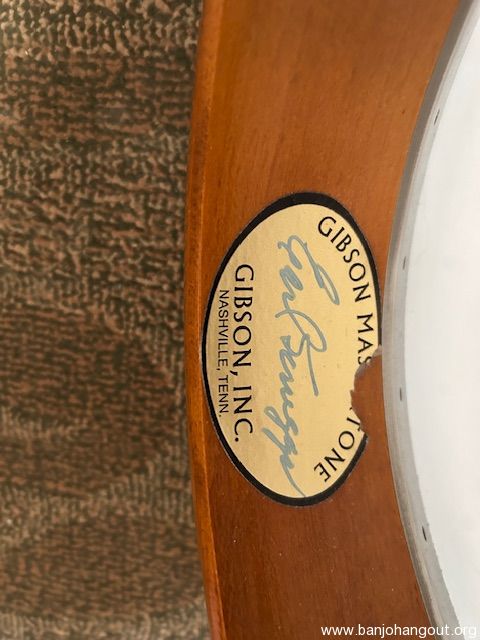 GIBSON MAS TONE
Earl Scruggs
GIBSON, INC.
NASHVILLE, TENN.
www.banjohangout.org